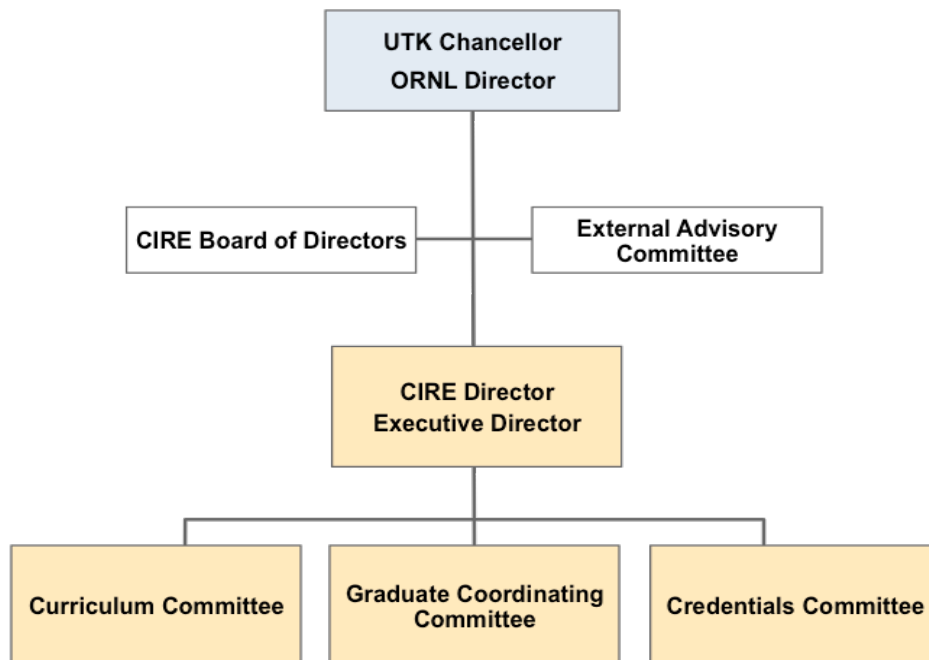 UTK Chancellor
ORNL Director
CIRE Board of Directors
External Advisory
Committee
CIRE Director
Executive Director
Curriculum Committee
Graduate Coordinating
Committee
Credentials Committee